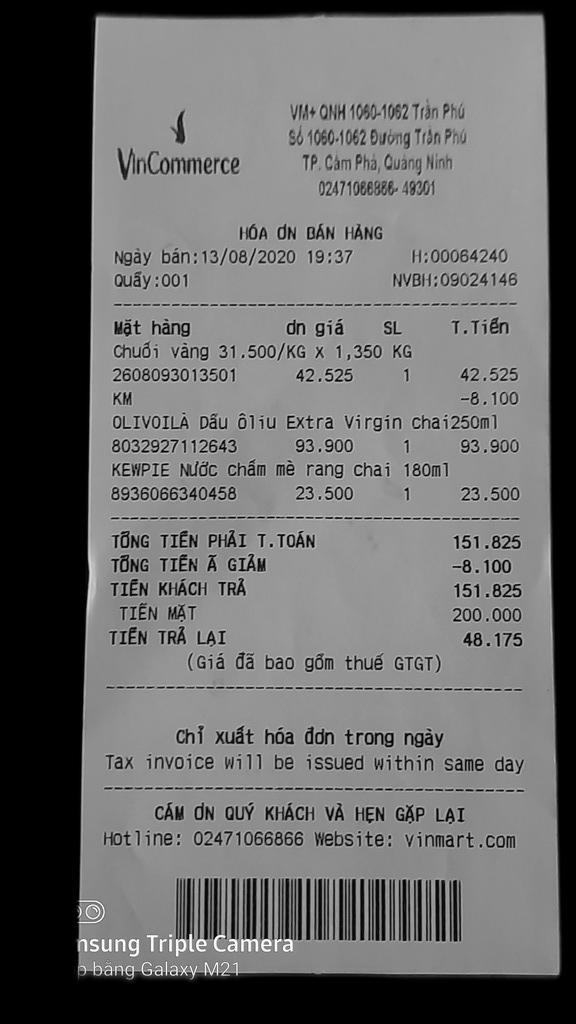 VinCommerce
VM+ QNH 1060-1062 Trần Phú
Số 1060-1062 Đường Trần Phú
TP. Cẩm Phả, Quảng Ninh
02471066866- 49301
HÓA ƠN BÁN HÀNG
Ngày bán:13/08/2020 19:37 H:00064240
Quầy:001 NVBH:09024146
Mặt hàng ơn giá SL T.Tiền
Chuối vàng 31.500/KG x 1,350 KG
2608093013501 42.525 1 42.525
KM -8.100
OLIVOILÀ Dầu ôliu Extra Virgin chai250ml
8032927112643 93.900 1 93.900
KEWPIE Nước chấm mè rang chai 180ml
8936066340458 23.500 1 23.500
TỔNG TIỀN PHẢI T.TOÁN 151.825
TỔNG TIỀN Ã GIẢM -8.100
TIỀN KHÁCH TRẢ 151.825
TIỀN MẶT 200.000
TIỀN TRẢ LẠI 48.175
(Giá đã bao gồm thuế GTGT)
Chỉ xuất hóa đơn trong ngày
Tax invoice will be issued within same day
CẢM ƠN QUÝ KHÁCH VÀ HẸN GẶP LẠI
Hotline: 02471066866 Website: vinmart.com
msung Triple Camera
p bằng Galaxy M21